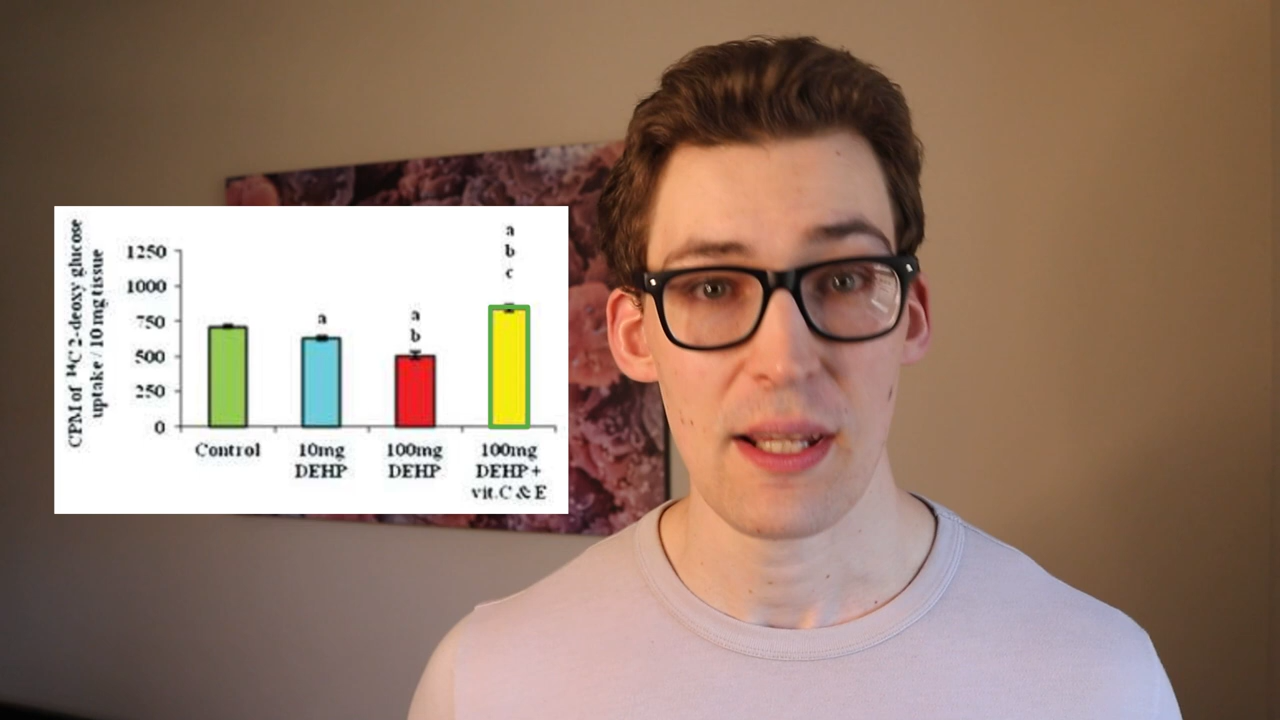 CPM of ¹⁴C 2-deoxy glucose
uptake / 10 mg tissue
1250
1000
750
500
250
0
a
a
b
a
b
c
Control
10mg
DEHP
100mg
DEHP
100mg
DEHP +
vit.C & E